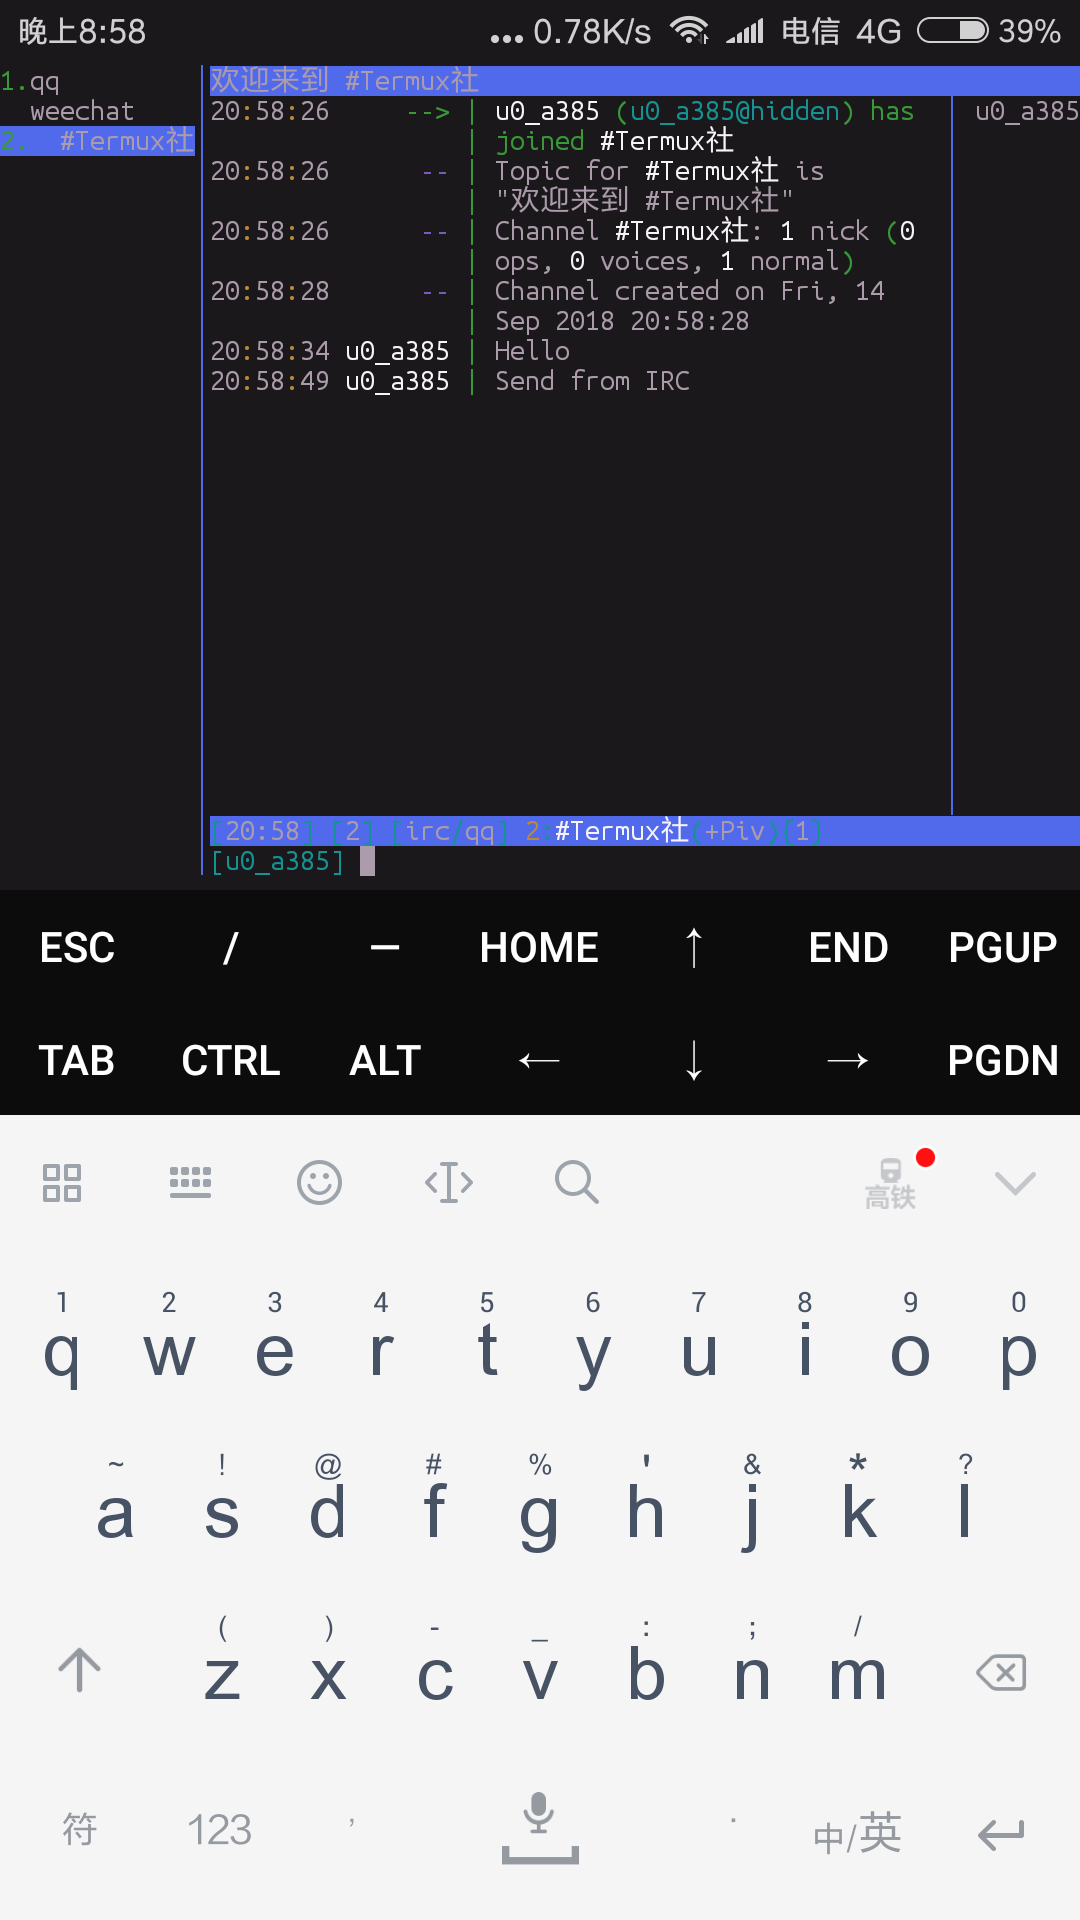 晚上8:58 ... 0.78K/s 电信 4G 39%
1.qq
weechat
2. #Termux社
欢迎来到 #Termux社
20:58:26 --> | u0_a385 (u0_a385@hidden) has
| joined #Termux社
20:58:26 -- | Topic for #Termux社 is
| "欢迎来到 #Termux社"
20:58:26 -- | Channel #Termux社: 1 nick (0
| ops, 0 voices, 1 normal)
20:58:28 -- | Channel created on Fri, 14
| Sep 2018 20:58:28
20:58:34 u0_a385 | Hello
20:58:49 u0_a385 | Send from IRC
u0_a385
[20:58] [2] [irc/qq] 2:#Termux社(+Piv){1}
[u0_a385]
ESC / — HOME ↑ END PGUP
TAB CTRL ALT ← ↓ → PGDN
高铁
1 2 3 4 5 6 7 8 9 0
q w e r t y u i o p
~ ! @ # % ' & * ?
a s d f g h j k l
( ) - _ : ; /
z x c v b n m
符 123 , . 中/英